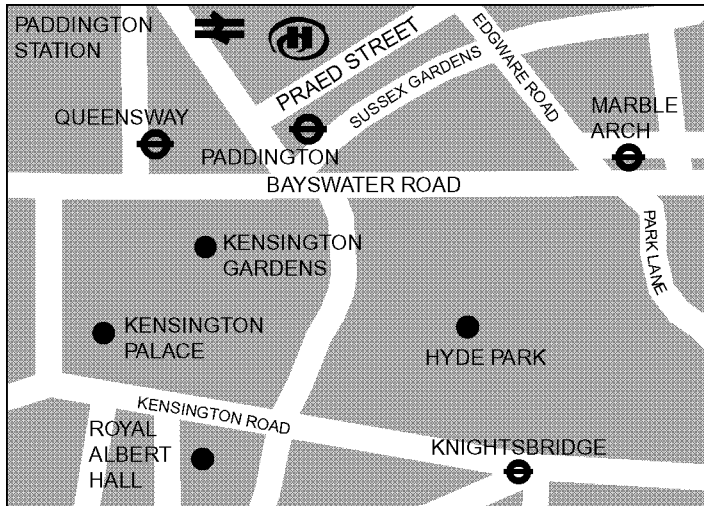 PADDINGTON
STATION
H
PRAED STREET
SUSSEX GARDENS
EDGWARE ROAD
QUEENSWAY
PADDINGTON
MARBLE
ARCH
BAYSWATER ROAD
PARK LANE
KENSINGTON
GARDENS
KENSINGTON
PALACE
HYDE PARK
KENSINGTON ROAD
ROYAL
ALBERT
HALL
KNIGHTSBRIDGE